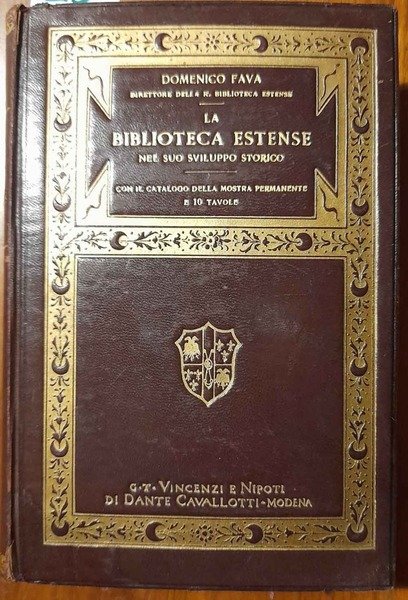 DOMENICO FAVA
DIRETTORE DELLA R. BIBLIOTECA ESTENSE
LA
BIBLIOTECA ESTENSE
NEL SUO SVILUPPO STORICO
CON IL CATALOGO DELLA MOSTRA PERMANENTE
E 10 TAVOLE
G.T. VINCENZI E NIPOTI
DI DANTE CAVALLOTTI-MODENA